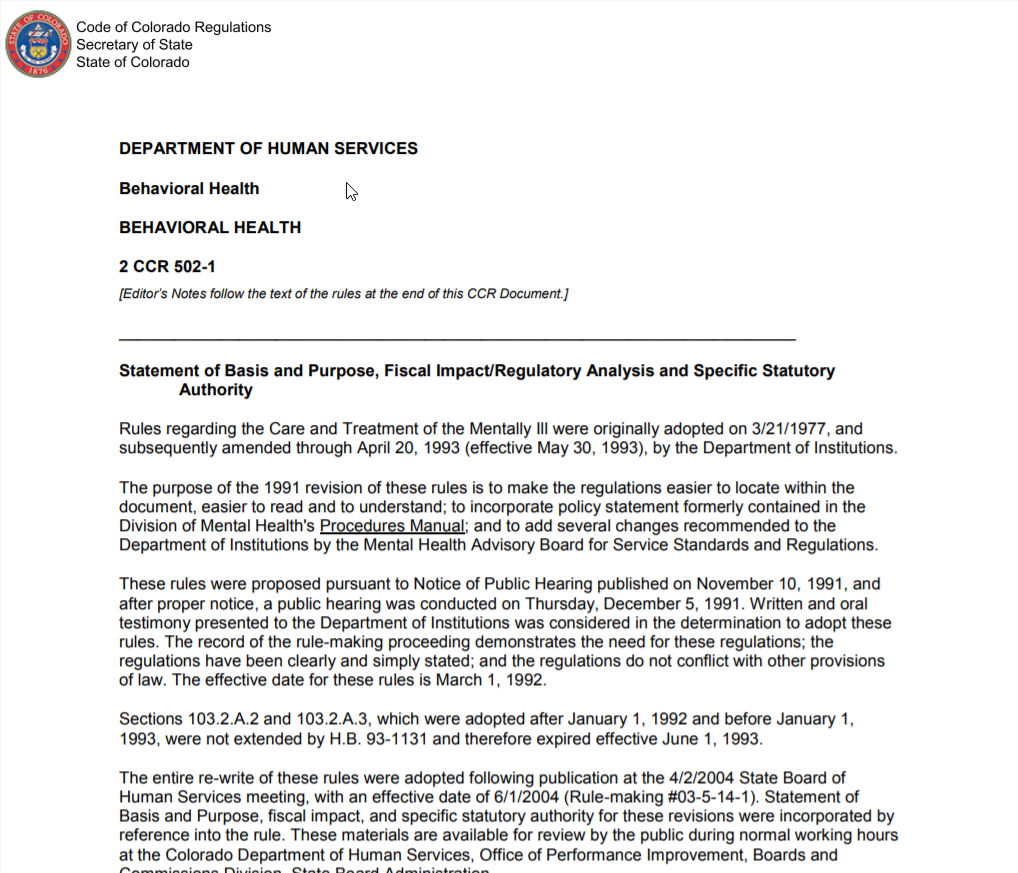 STATE OF COLORADO
1876
Code of Colorado Regulations
Secretary of State
State of Colorado
DEPARTMENT OF HUMAN SERVICES
Behavioral Health
BEHAVIORAL HEALTH
2 CCR 502-1
[Editor's Notes follow the text of the rules at the end of this CCR Document.]
Statement of Basis and Purpose, Fiscal Impact/Regulatory Analysis and Specific Statutory
Authority
Rules regarding the Care and Treatment of the Mentally Ill were originally adopted on 3/21/1977, and
subsequently amended through April 20, 1993 (effective May 30, 1993), by the Department of Institutions.
The purpose of the 1991 revision of these rules is to make the regulations easier to locate within the
document, easier to read and to understand; to incorporate policy statement formerly contained in the
Division of Mental Health's Procedures Manual; and to add several changes recommended to the
Department of Institutions by the Mental Health Advisory Board for Service Standards and Regulations.
These rules were proposed pursuant to Notice of Public Hearing published on November 10, 1991, and
after proper notice, a public hearing was conducted on Thursday, December 5, 1991. Written and oral
testimony presented to the Department of Institutions was considered in the determination to adopt these
rules. The record of the rule-making proceeding demonstrates the need for these regulations; the
regulations have been clearly and simply stated; and the regulations do not conflict with other provisions
of law. The effective date for these rules is March 1, 1992.
Sections 103.2.A.2 and 103.2.A.3, which were adopted after January 1, 1992 and before January 1,
1993, were not extended by H.B. 93-1131 and therefore expired effective June 1, 1993.
The entire re-write of these rules were adopted following publication at the 4/2/2004 State Board of
Human Services meeting, with an effective date of 6/1/2004 (Rule-making #03-5-14-1). Statement of
Basis and Purpose, fiscal impact, and specific statutory authority for these revisions were incorporated by
reference into the rule. These materials are available for review by the public during normal working hours
at the Colorado Department of Human Services, Office of Performance Improvement, Boards and
Commissions Division, State Board Administration.